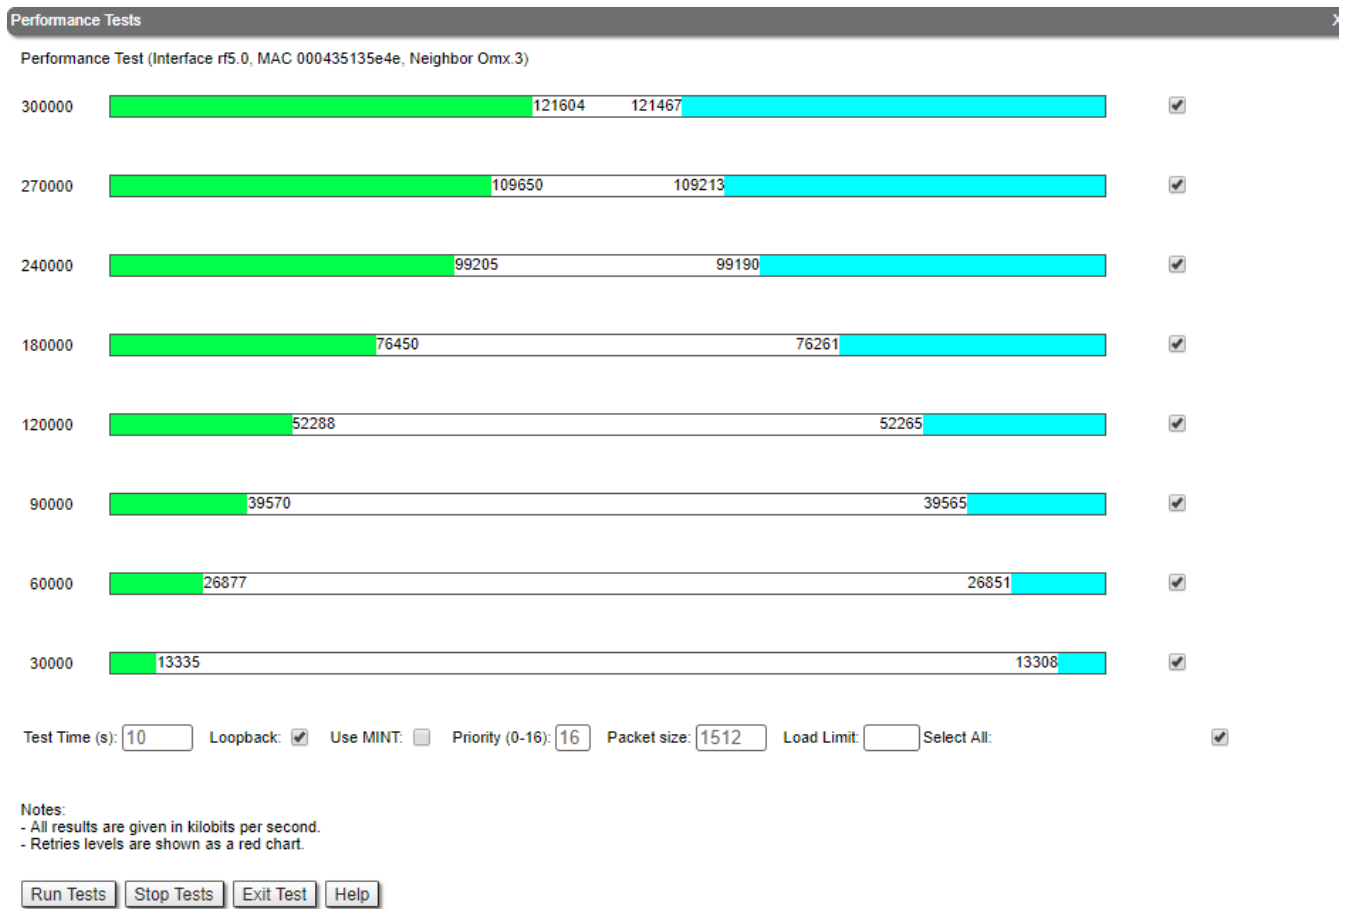 Performance Tests X
Performance Test (Interface rf5.0, MAC 000435135e4e, Neighbor Omx.3)
300000 121604 121467
270000 109650 109213
240000 99205 99190
180000 76450 76261
120000 52288 52265
90000 39570 39565
60000 26877 26851
30000 13335 13308
Test Time (s): 10 Loopback: Use MINT: Priority (0-16): 16 Packet size: 1512 Load Limit: Select All:
Notes:
- All results are given in kilobits per second.
- Retries levels are shown as a red chart.
Run Tests Stop Tests Exit Test Help